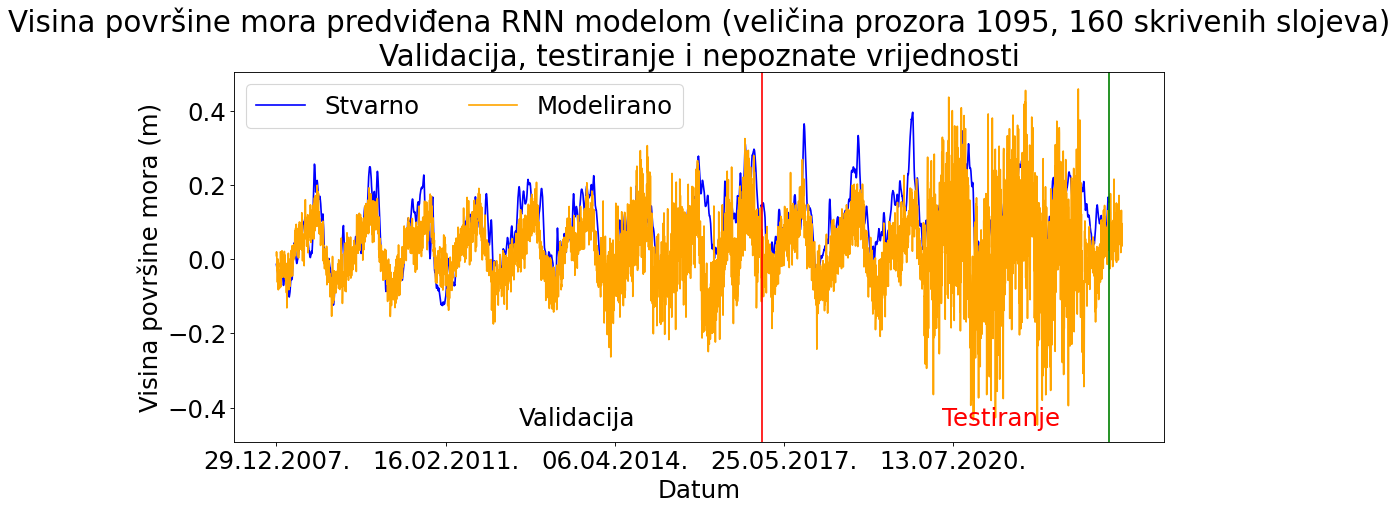 Visina površine mora predviđena RNN modelom (veličina prozora 1095, 160 skrivenih slojeva)
Validacija, testiranje i nepoznate vrijednosti
Stvarno
Modelirano
Visina površine mora (m)
0.4
0.2
0.0
−0.2
−0.4
Validacija
Testiranje
29.12.2007.
16.02.2011.
06.04.2014.
25.05.2017.
13.07.2020.
Datum